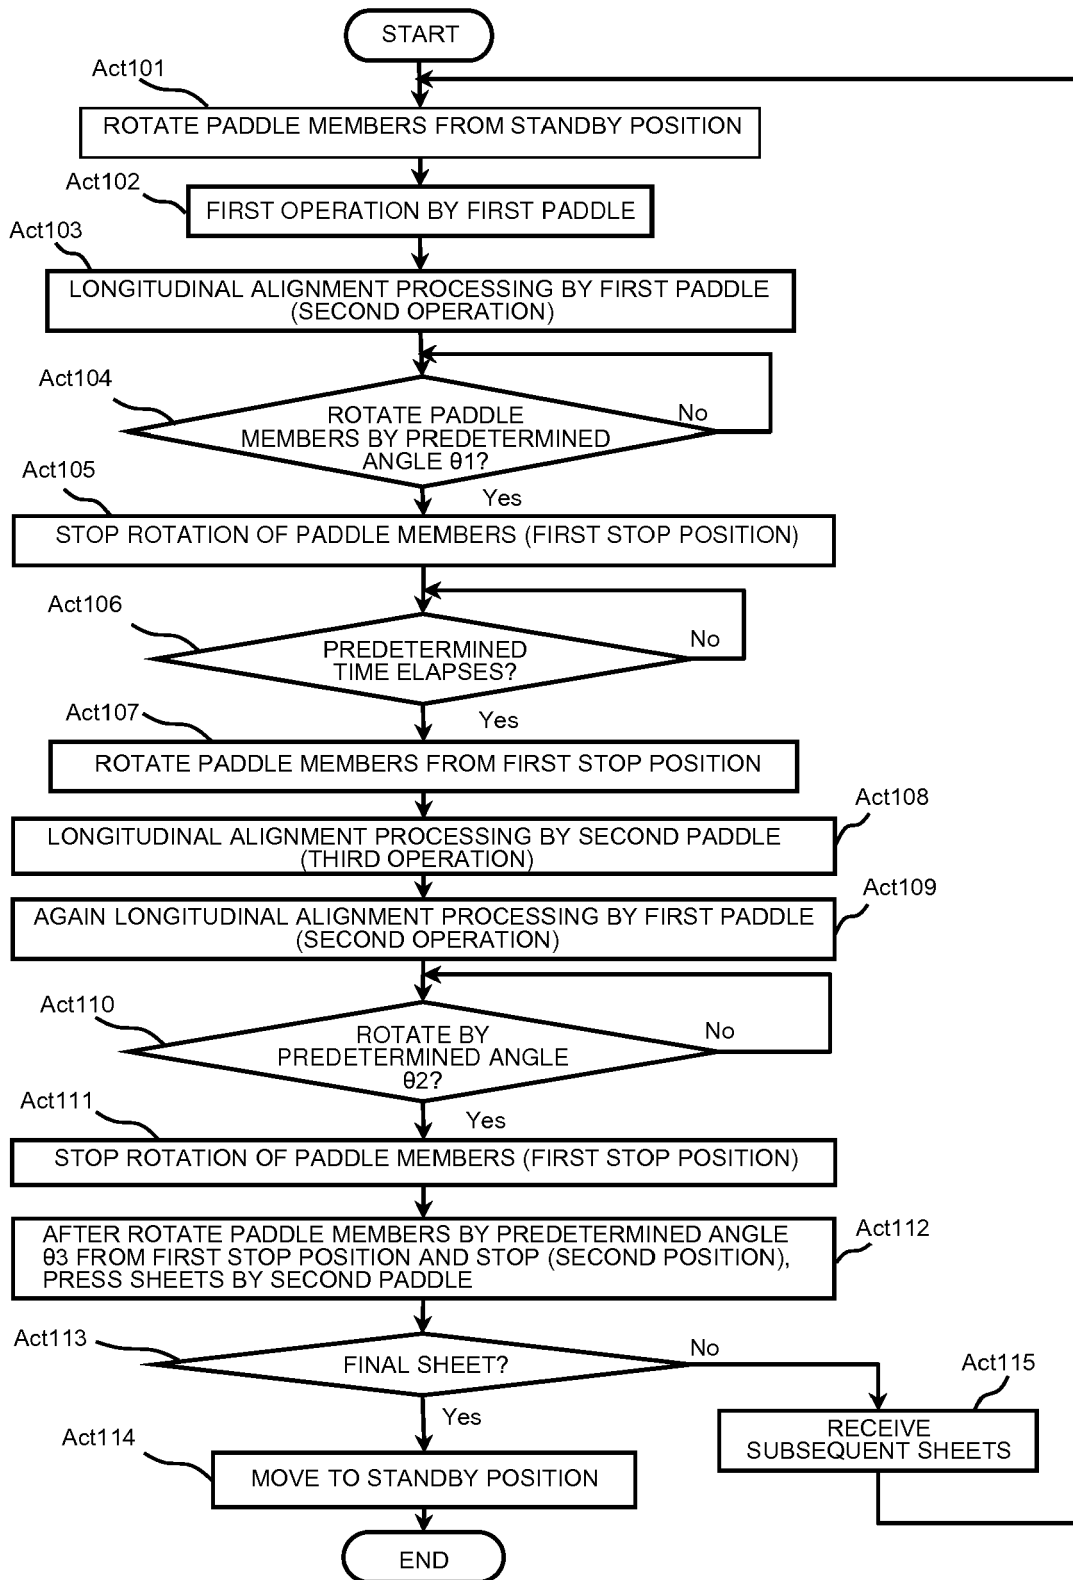 START
Act101
ROTATE PADDLE MEMBERS FROM STANDBY POSITION
Act102
FIRST OPERATION BY FIRST PADDLE
Act103
LONGITUDINAL ALIGNMENT PROCESSING BY FIRST PADDLE
(SECOND OPERATION)
Act104
ROTATE PADDLE
MEMBERS BY PREDETERMINED
ANGLE θ1?
No
Yes
Act105
STOP ROTATION OF PADDLE MEMBERS (FIRST STOP POSITION)
Act106
PREDETERMINED
TIME ELAPSES?
No
Yes
Act107
ROTATE PADDLE MEMBERS FROM FIRST STOP POSITION
Act108
LONGITUDINAL ALIGNMENT PROCESSING BY SECOND PADDLE
(THIRD OPERATION)
Act109
AGAIN LONGITUDINAL ALIGNMENT PROCESSING BY FIRST PADDLE
(SECOND OPERATION)
Act110
ROTATE BY
PREDETERMINED ANGLE
θ2?
No
Yes
Act111
STOP ROTATION OF PADDLE MEMBERS (FIRST STOP POSITION)
Act112
AFTER ROTATE PADDLE MEMBERS BY PREDETERMINED ANGLE
θ3 FROM FIRST STOP POSITION AND STOP (SECOND POSITION),
PRESS SHEETS BY SECOND PADDLE
Act113
FINAL SHEET?
No
Yes
Act115
RECEIVE
SUBSEQUENT SHEETS
Act114
MOVE TO STANDBY POSITION
END